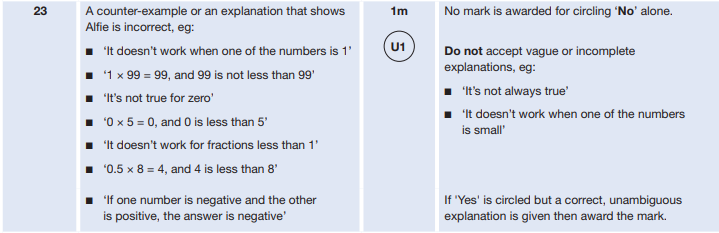 23
A counter-example or an explanation that shows
Alfie is incorrect, eg:
■ ‘It doesn’t work when one of the numbers is 1’
■ ‘1 × 99 = 99, and 99 is not less than 99’
■ ‘It’s not true for zero’
■ ‘0 × 5 = 0, and 0 is less than 5’
■ ‘It doesn’t work for fractions less than 1’
■ ‘0.5 × 8 = 4, and 4 is less than 8’
■ ‘If one number is negative and the other
is positive, the answer is negative’
1m
U1
No mark is awarded for circling ‘No’ alone.
Do not accept vague or incomplete
explanations, eg:
■ ‘It’s not always true’
■ ‘It doesn’t work when one of the numbers
is small’
If 'Yes' is circled but a correct, unambiguous
explanation is given then award the mark.